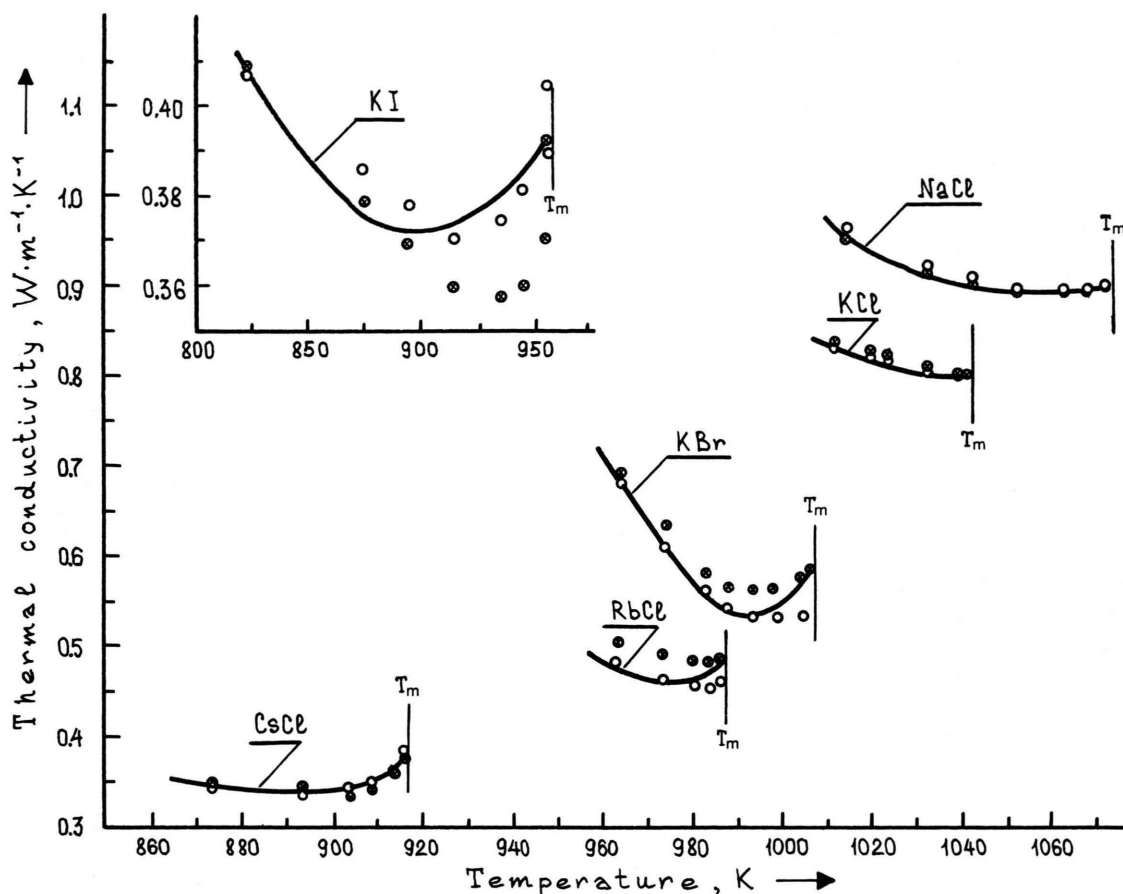 Thermal conductivity, W·m⁻¹·K⁻¹
1.1
1.0
0.9
0.8
0.7
0.6
0.5
0.4
0.3
0.40
0.38
0.36
800
850
900
950
KI
Tm
NaCl
Tm
KCl
Tm
KBr
Tm
RbCl
Tm
CsCl
Tm
860
880
900
920
940
960
980
1000
1020
1040
1060
Temperature, K